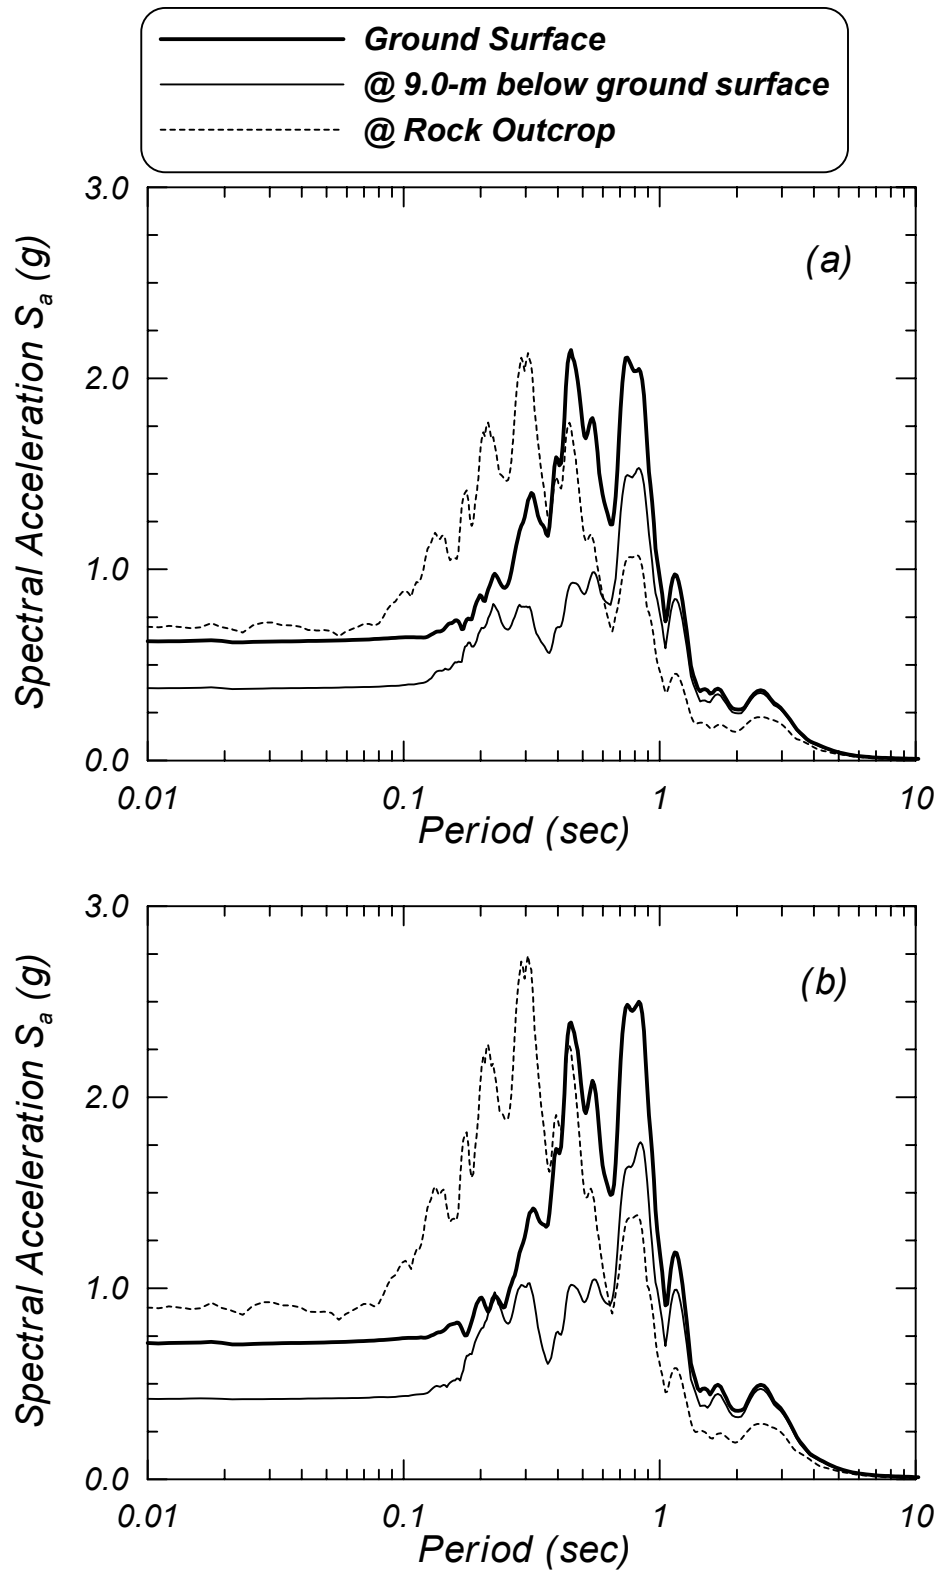 Ground Surface
@ 9.0-m below ground surface
@ Rock Outcrop
3.0
(a)
2.0
1.0
0.0
Spectral Acceleration Sa (g)
0.01 0.1 1 10
Period (sec)
3.0
(b)
2.0
1.0
0.0
Spectral Acceleration Sa (g)
0.01 0.1 1 10
Period (sec)